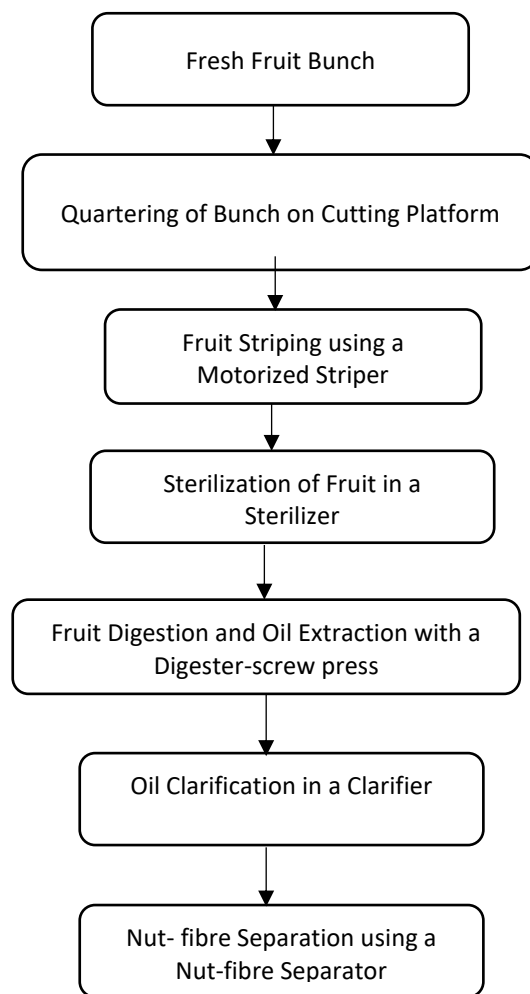 Fresh Fruit Bunch
Quartering of Bunch on Cutting Platform
Fruit Striping using a
Motorized Striper
Sterilization of Fruit in a
Sterilizer
Fruit Digestion and Oil Extraction with a
Digester-screw press
Oil Clarification in a Clarifier
Nut- fibre Separation using a
Nut-fibre Separator